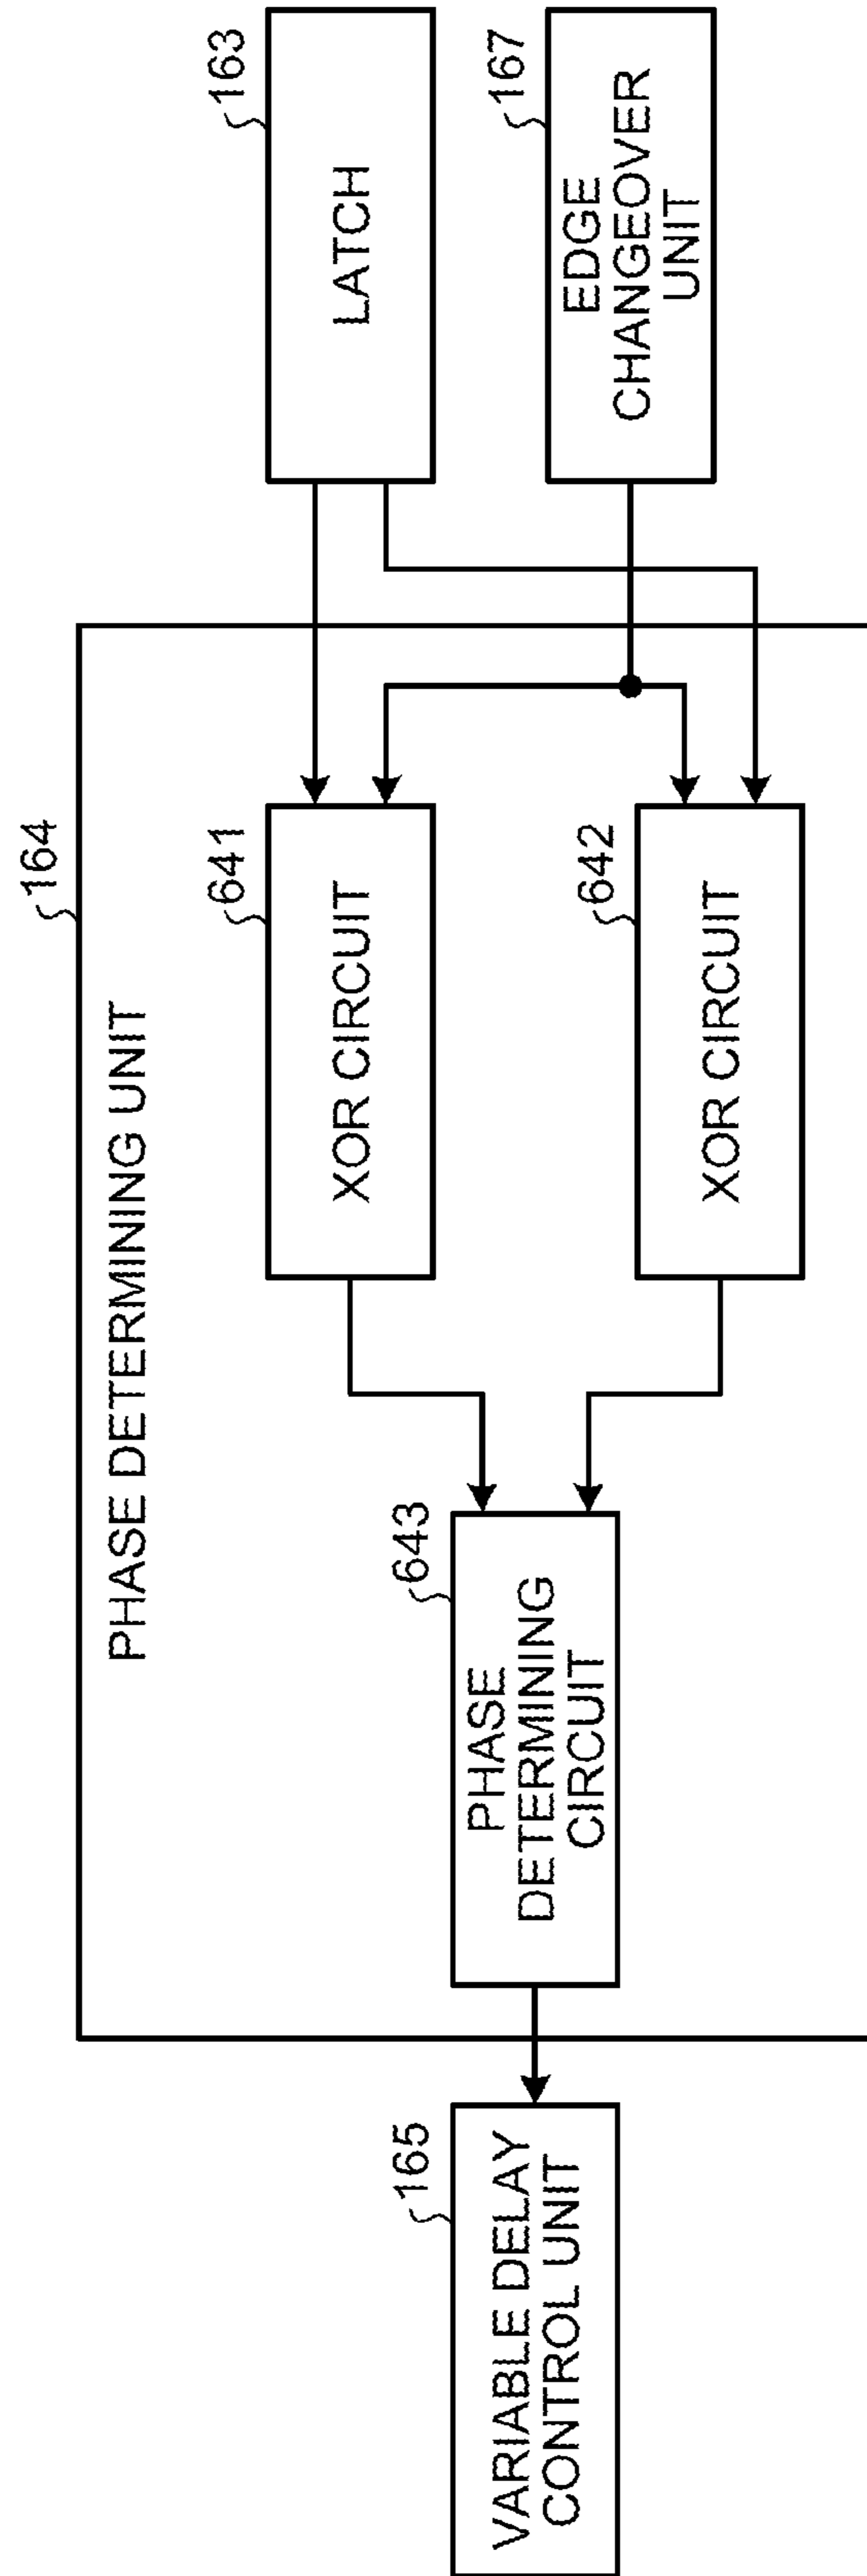 164
PHASE DETERMINING UNIT
165
VARIABLE DELAY
CONTROL UNIT
643
PHASE
DETERMINING
CIRCUIT
641
XOR CIRCUIT
642
XOR CIRCUIT
163
LATCH
167
EDGE
CHANGEOVER
UNIT